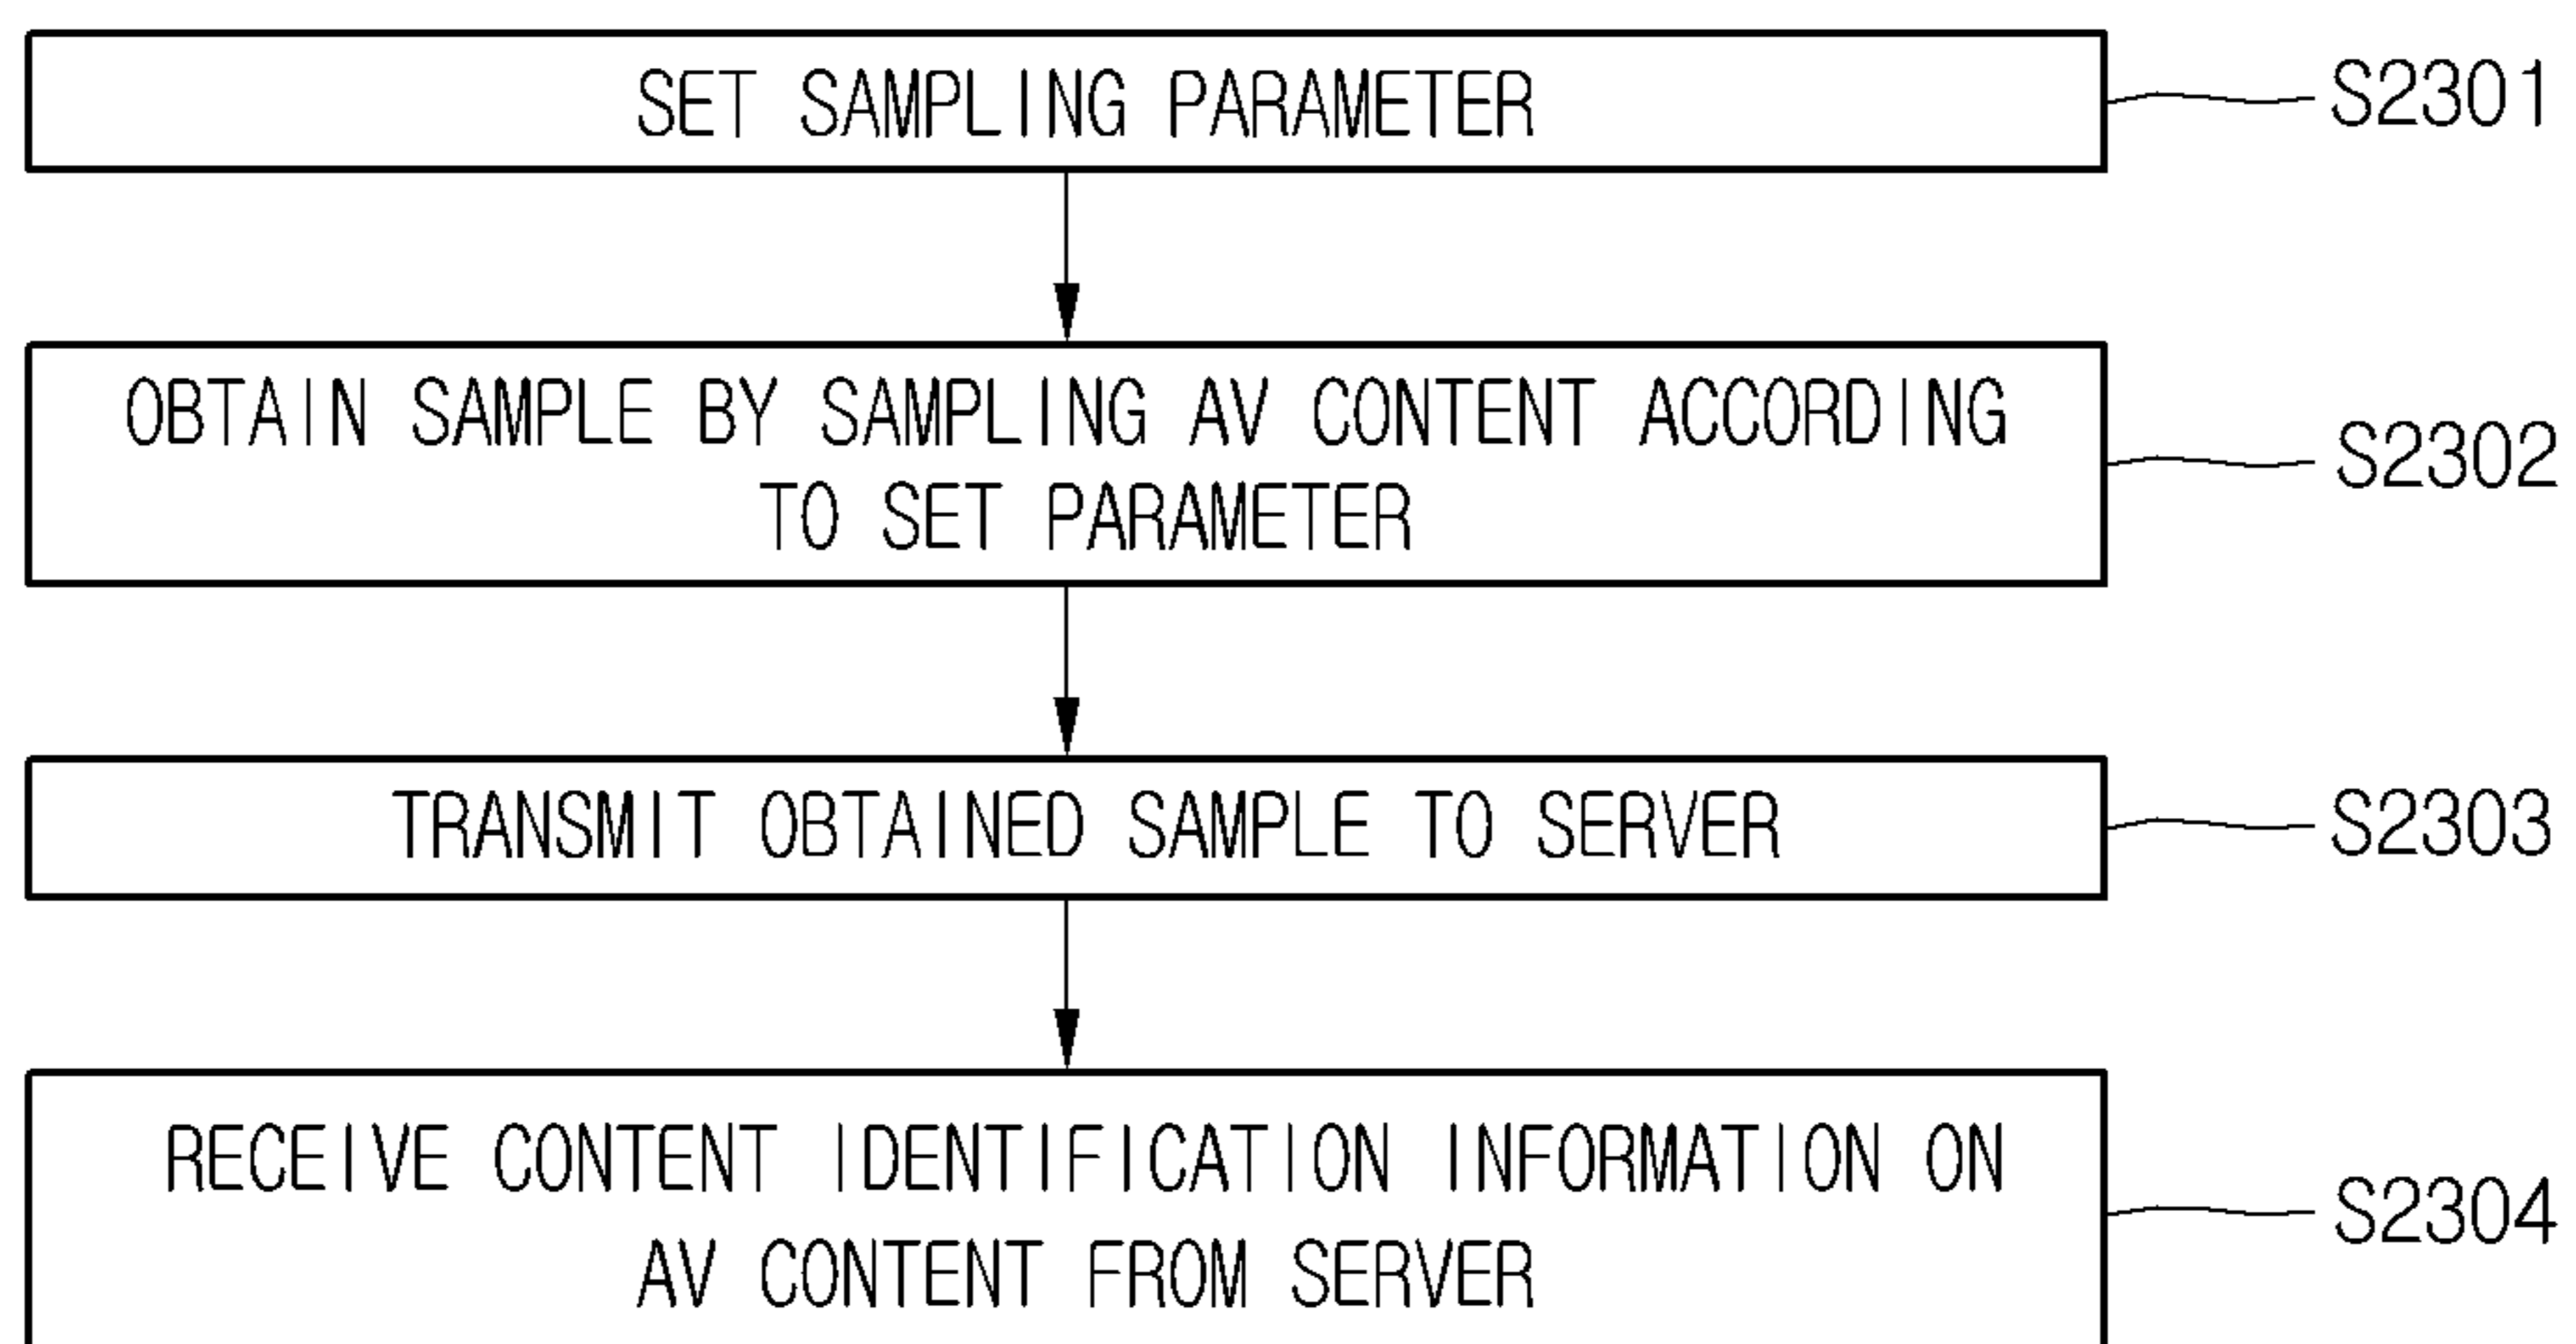 SET SAMPLING PARAMETER
S2301
OBTAIN SAMPLE BY SAMPLING AV CONTENT ACCORDING
TO SET PARAMETER
S2302
TRANSMIT OBTAINED SAMPLE TO SERVER
S2303
RECEIVE CONTENT IDENTIFICATION INFORMATION ON
AV CONTENT FROM SERVER
S2304